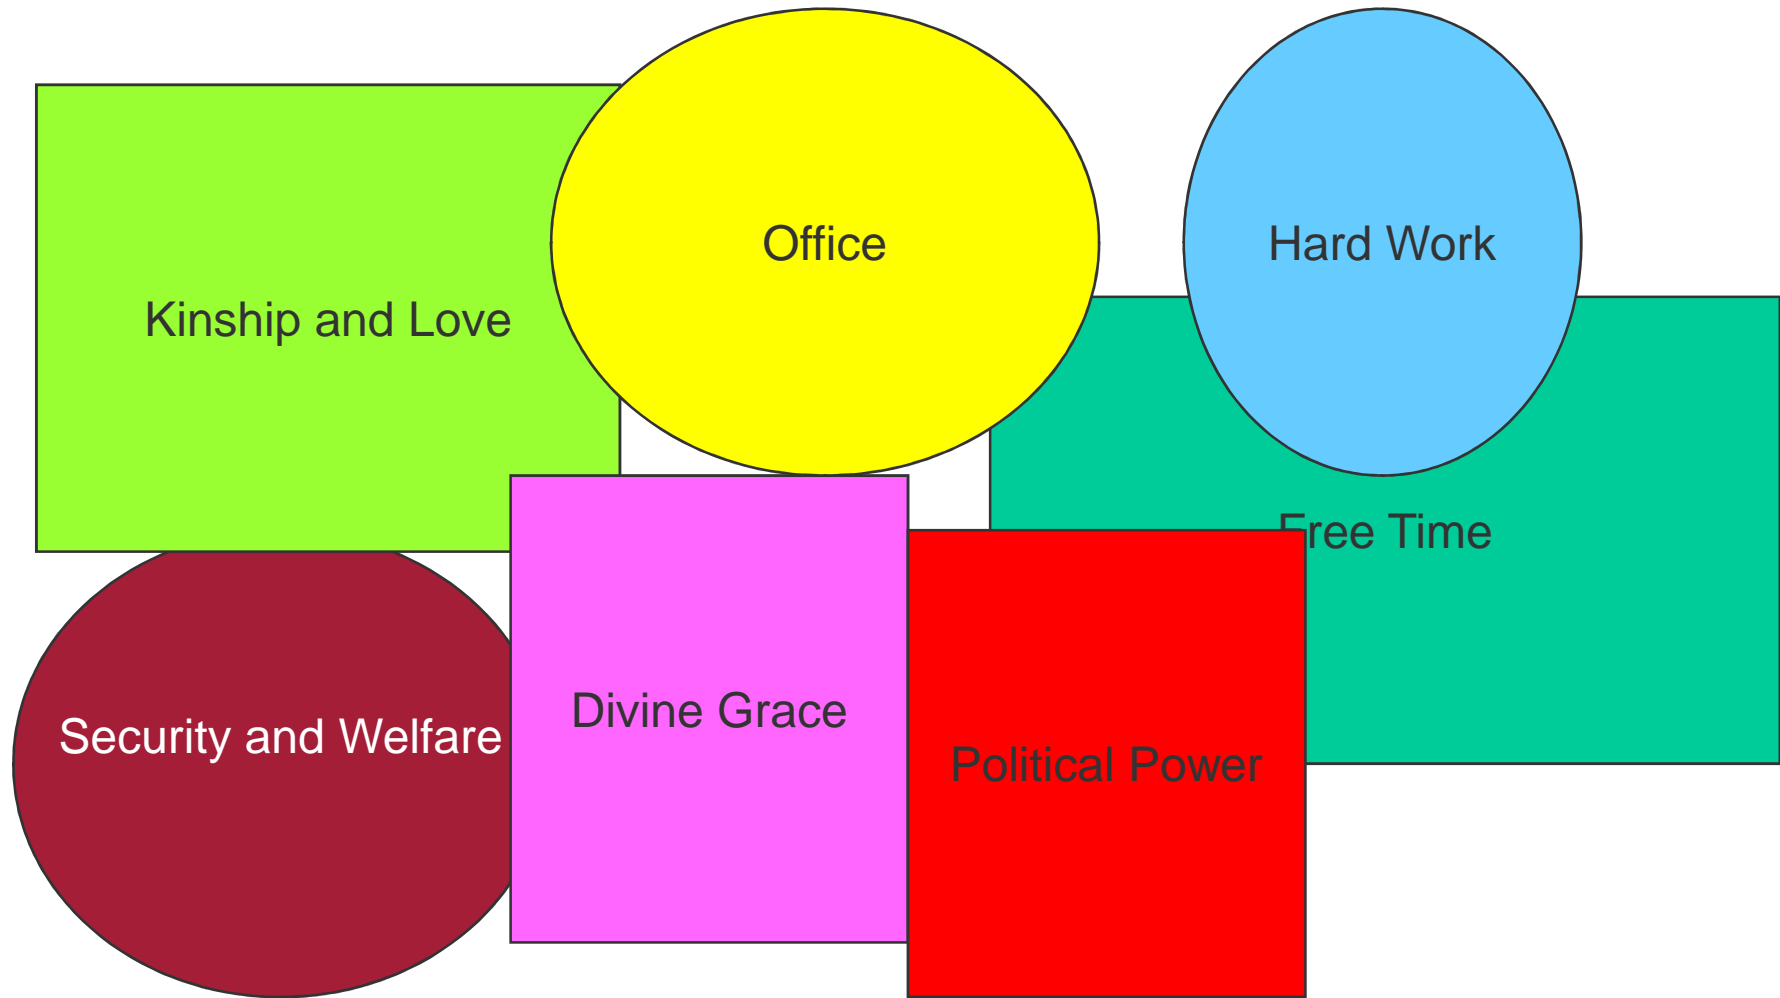 Office
Hard Work
Kinship and Love
Free Time
Security and Welfare
Divine Grace
Political Power